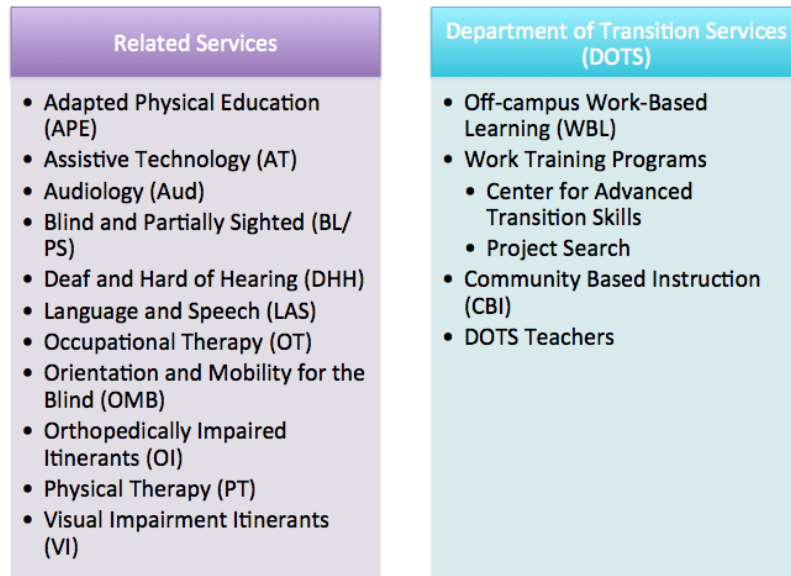 Related Services
• Adapted Physical Education
(APE)
• Assistive Technology (AT)
• Audiology (Aud)
• Blind and Partially Sighted (BL/
PS)
• Deaf and Hard of Hearing (DHH)
• Language and Speech (LAS)
• Occupational Therapy (OT)
• Orientation and Mobility for the
Blind (OMB)
• Orthopedically Impaired
Itinerants (OI)
• Physical Therapy (PT)
• Visual Impairment Itinerants
(VI)
Department of Transition Services
(DOTS)
• Off-campus Work-Based
Learning (WBL)
• Work Training Programs
• Center for Advanced
Transition Skills
• Project Search
• Community Based Instruction
(CBI)
• DOTS Teachers